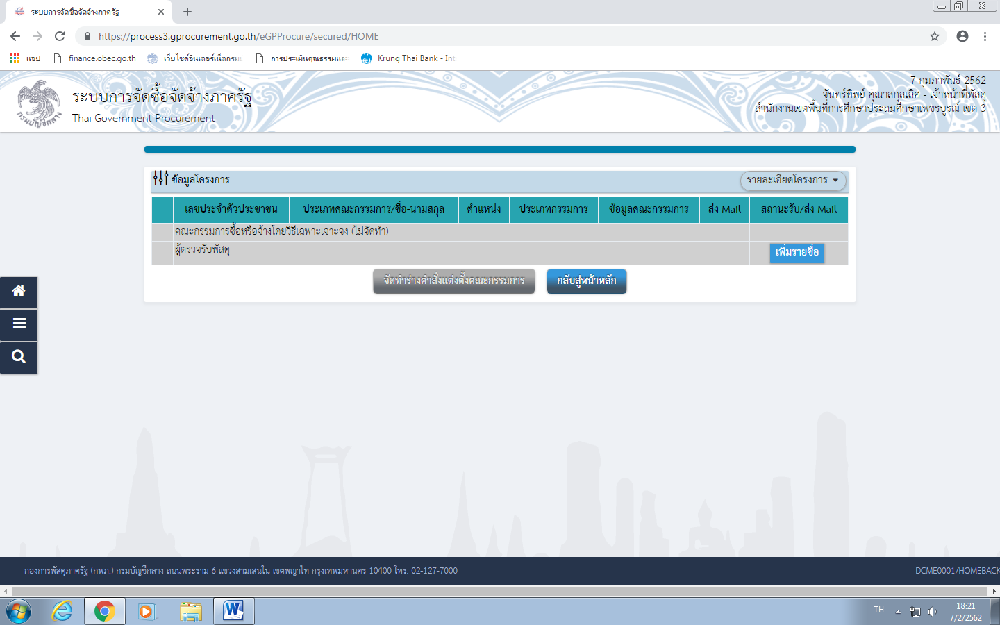 ระบบการจัดซื้อจัดจ้างภาครัฐ
https://process3.gprocurement.go.th/eGPProcure/secured/HOME
แอป finance.obec.go.th เว็บไซต์อินเตอร์เน็ตกรม การประเมินคุณธรรมและ Krung Thai Bank - Int
ระบบการจัดซื้อจัดจ้างภาครัฐ
Thai Government Procurement
7 กุมภาพันธ์ 2562
จันทร์ทิพย์ คุณาสกุลเลิศ - เจ้าหน้าที่พัสดุ
สำนักงานเขตพื้นที่การศึกษาประถมศึกษาเพชรบูรณ์ เขต 3
ข้อมูลโครงการ รายละเอียดโครงการ
เลขประจำตัวประชาชน ประเภทคณะกรรมการ/ชื่อ-นามสกุล ตำแหน่ง ประเภทกรรมการ ข้อมูลคณะกรรมการ ส่ง Mail สถานะรับ/ส่ง Mail
คณะกรรมการซื้อหรือจ้างโดยวิธีเฉพาะเจาะจง (ไม่จัดทำ)
ผู้ตรวจรับพัสดุ เพิ่มรายชื่อ
จัดทำร่างคำสั่งแต่งตั้งคณะกรรมการ กลับสู่หน้าหลัก
กองการพัสดุภาครัฐ (กพภ.) กรมบัญชีกลาง ถนนพระราม 6 แขวงสามเสนใน เขตพญาไท กรุงเทพมหานคร 10400 โทร. 02-127-7000 DCME0001/HOMEBACK
TH 18:21
7/2/2562